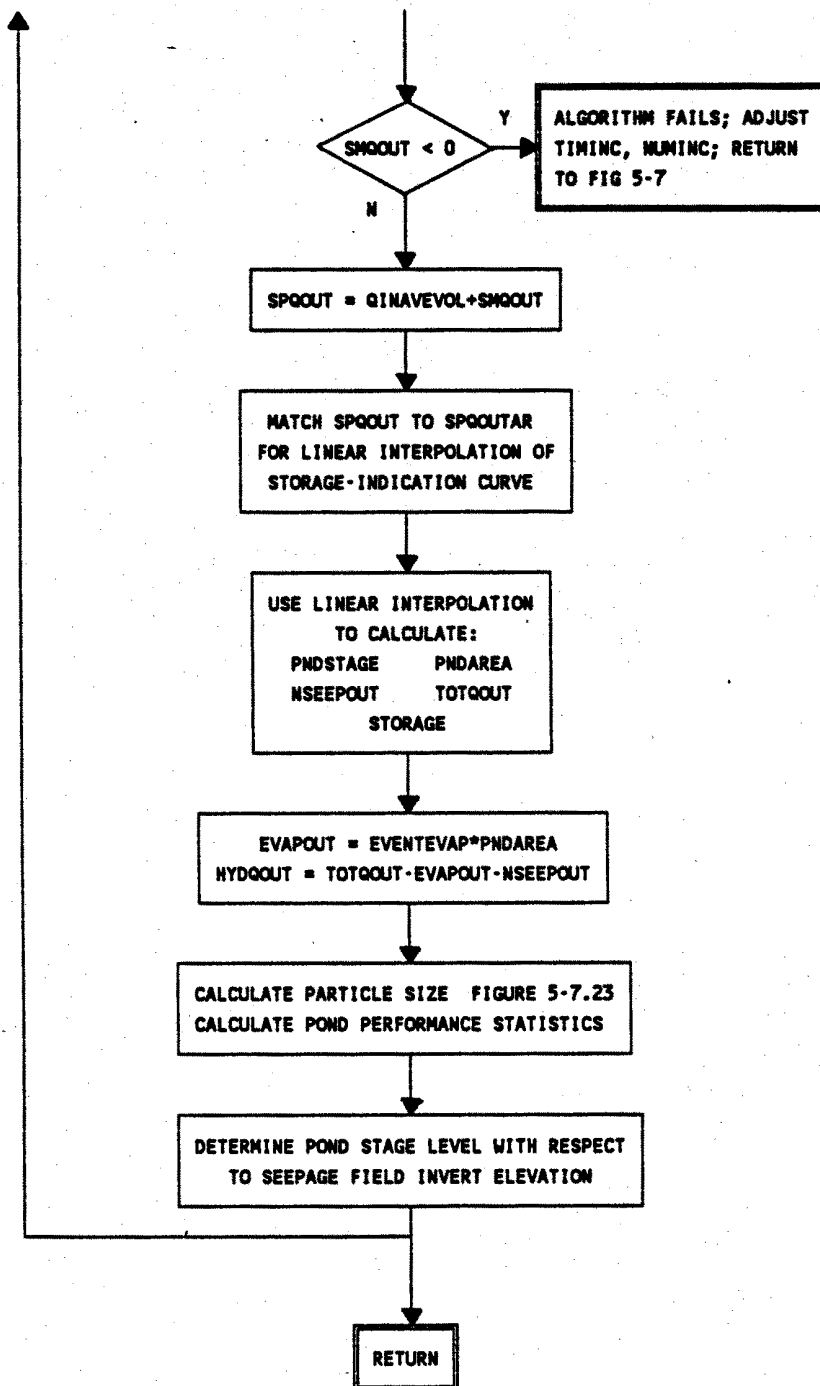 SMQOUT < 0
Y
ALGORITHM FAILS; ADJUST
TIMINC, NUMINC; RETURN
TO FIG 5-7
N
SPQOUT = QINAVEVOL+SMQOUT
MATCH SPQOUT TO SPQOUTAR
FOR LINEAR INTERPOLATION OF
STORAGE-INDICATION CURVE
USE LINEAR INTERPOLATION
TO CALCULATE:
PNDSTAGE PNDAREA
NSEEPOUT TOTQOUT
STORAGE
EVAPOUT = EVENTEVAP*PNDAREA
HYDQOUT = TOTQOUT-EVAPOUT-NSEEPOUT
CALCULATE PARTICLE SIZE FIGURE 5-7.23
CALCULATE POND PERFORMANCE STATISTICS
DETERMINE POND STAGE LEVEL WITH RESPECT
TO SEEPAGE FIELD INVERT ELEVATION
RETURN